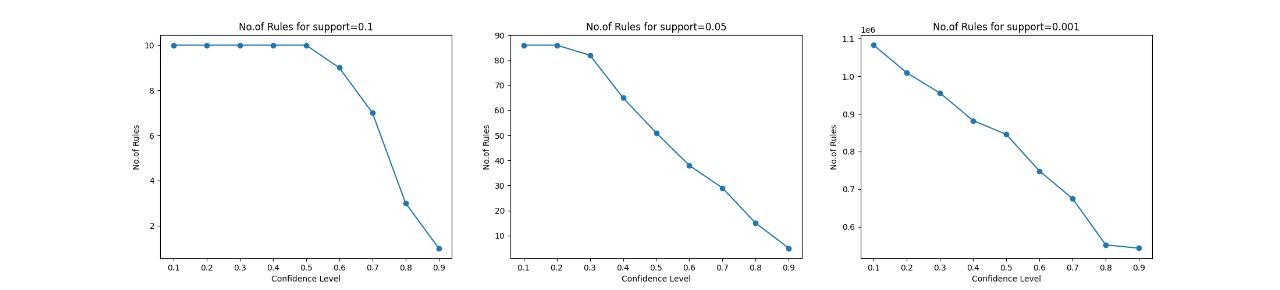 No.of Rules for support=0.1
No.of Rules
10
8
6
4
2
0.1 0.2 0.3 0.4 0.5 0.6 0.7 0.8 0.9
Confidence Level
No.of Rules for support=0.05
No.of Rules
90
80
70
60
50
40
30
20
10
0.1 0.2 0.3 0.4 0.5 0.6 0.7 0.8 0.9
Confidence Level
No.of Rules for support=0.001
1e6
No.of Rules
1.1
1.0
0.9
0.8
0.7
0.6
0.1 0.2 0.3 0.4 0.5 0.6 0.7 0.8 0.9
Confidence Level